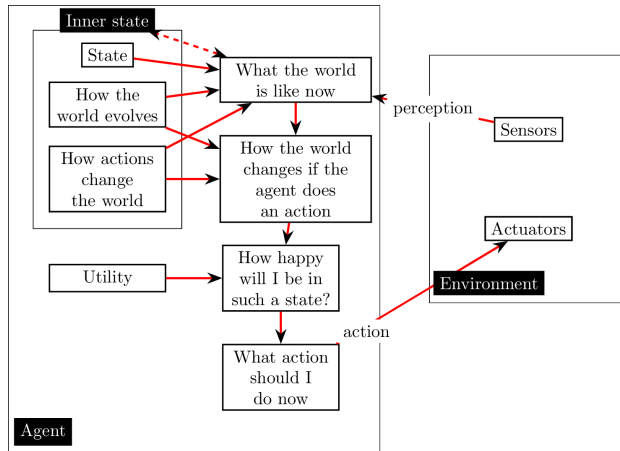 Inner state
State
What the world
is like now
How the
world evolves
perception
Sensors
How actions
change
the world
How the world
changes if the
agent does
an action
Actuators
Utility
How happy
will I be in
such a state?
Environment
action
What action
should I
do now
Agent